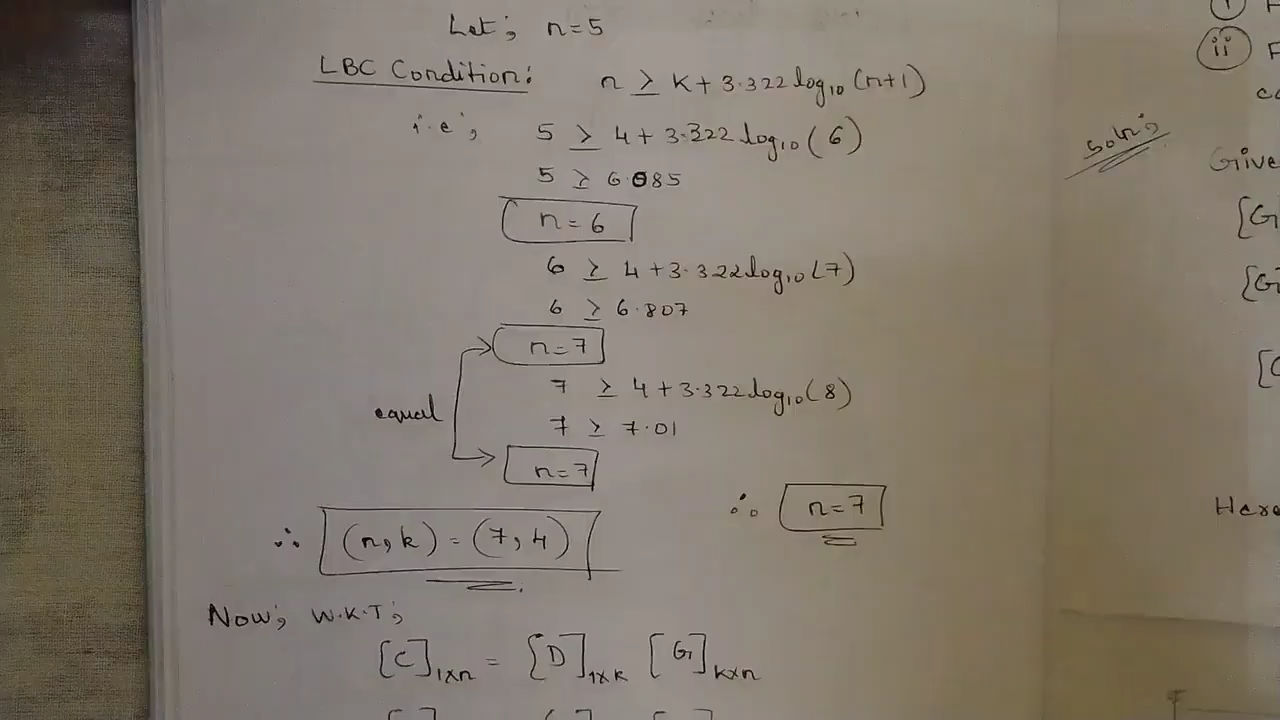 Let; n=5
LBC Condition: n ≥ K + 3.322 log₁₀ (n+1)
i.e; 5 ≥ 4 + 3.322 log₁₀ (6)
5 ≥ 6.585
n = 6
6 ≥ 4 + 3.322 log₁₀ (7)
6 ≥ 6.807
n = 7
7 ≥ 4 + 3.322 log₁₀ (8)
equal
7 ≥ 7.01
n = 7
∴ n = 7
∴ (n,k) = (7,4)
Now; W.K.T;
[C]₁ₓₙ = [D]₁ₓₖ [G]ₖₓₙ
ii
Soln;
Give
[G
[G
Here